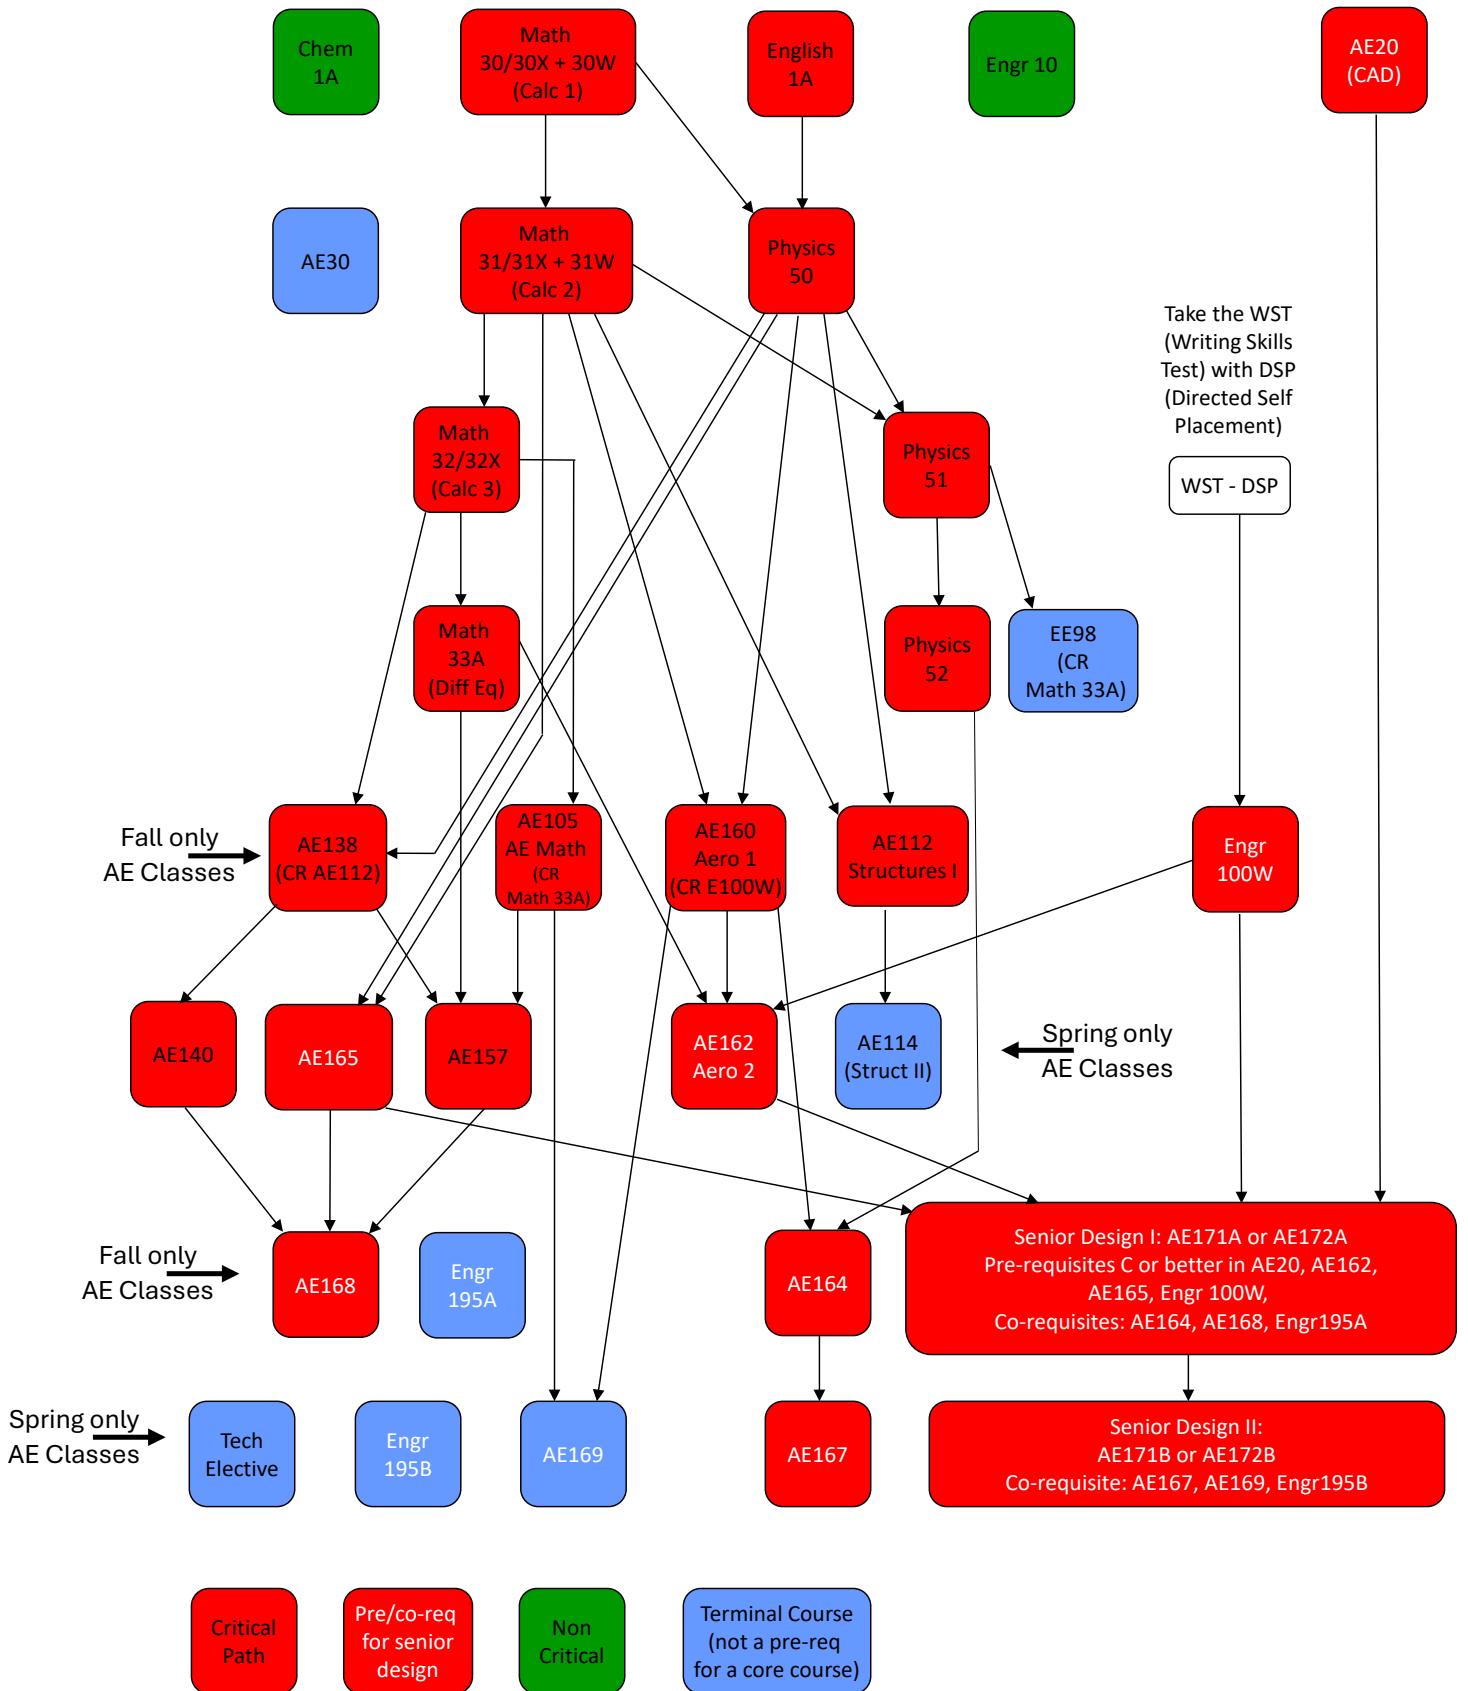 Chem
1A
Math
30/30X + 30W
(Calc 1)
English
1A
Engr 10
AE20
(CAD)
AE30
Math
31/31X + 31W
(Calc 2)
Physics
50
Take the WST
(Writing Skills
Test) with DSP
(Directed Self
Placement)
Math
32/32X
(Calc 3)
Physics
51
WST - DSP
Math
33A
(Diff Eq)
Physics
52
EE98
(CR
Math 33A)
Fall only
AE Classes
AE138
(CR AE112)
AE105
AE Math
(CR
Math 33A)
AE160
Aero 1
(CR E100W)
AE112
Structures I
Engr
100W
AE140
AE165
AE157
AE162
Aero 2
AE114
(Struct II)
Spring only
AE Classes
Fall only
AE Classes
AE168
Engr
195A
AE164
Senior Design I: AE171A or AE172A
Pre-requisites C or better in AE20, AE162,
AE165, Engr 100W,
Co-requisites: AE164, AE168, Engr195A
Spring only
AE Classes
Tech
Elective
Engr
195B
AE169
AE167
Senior Design II:
AE171B or AE172B
Co-requisite: AE167, AE169, Engr195B
Critical
Path
Pre/co-req
for senior
design
Non
Critical
Terminal Course
(not a pre-req
for a core course)